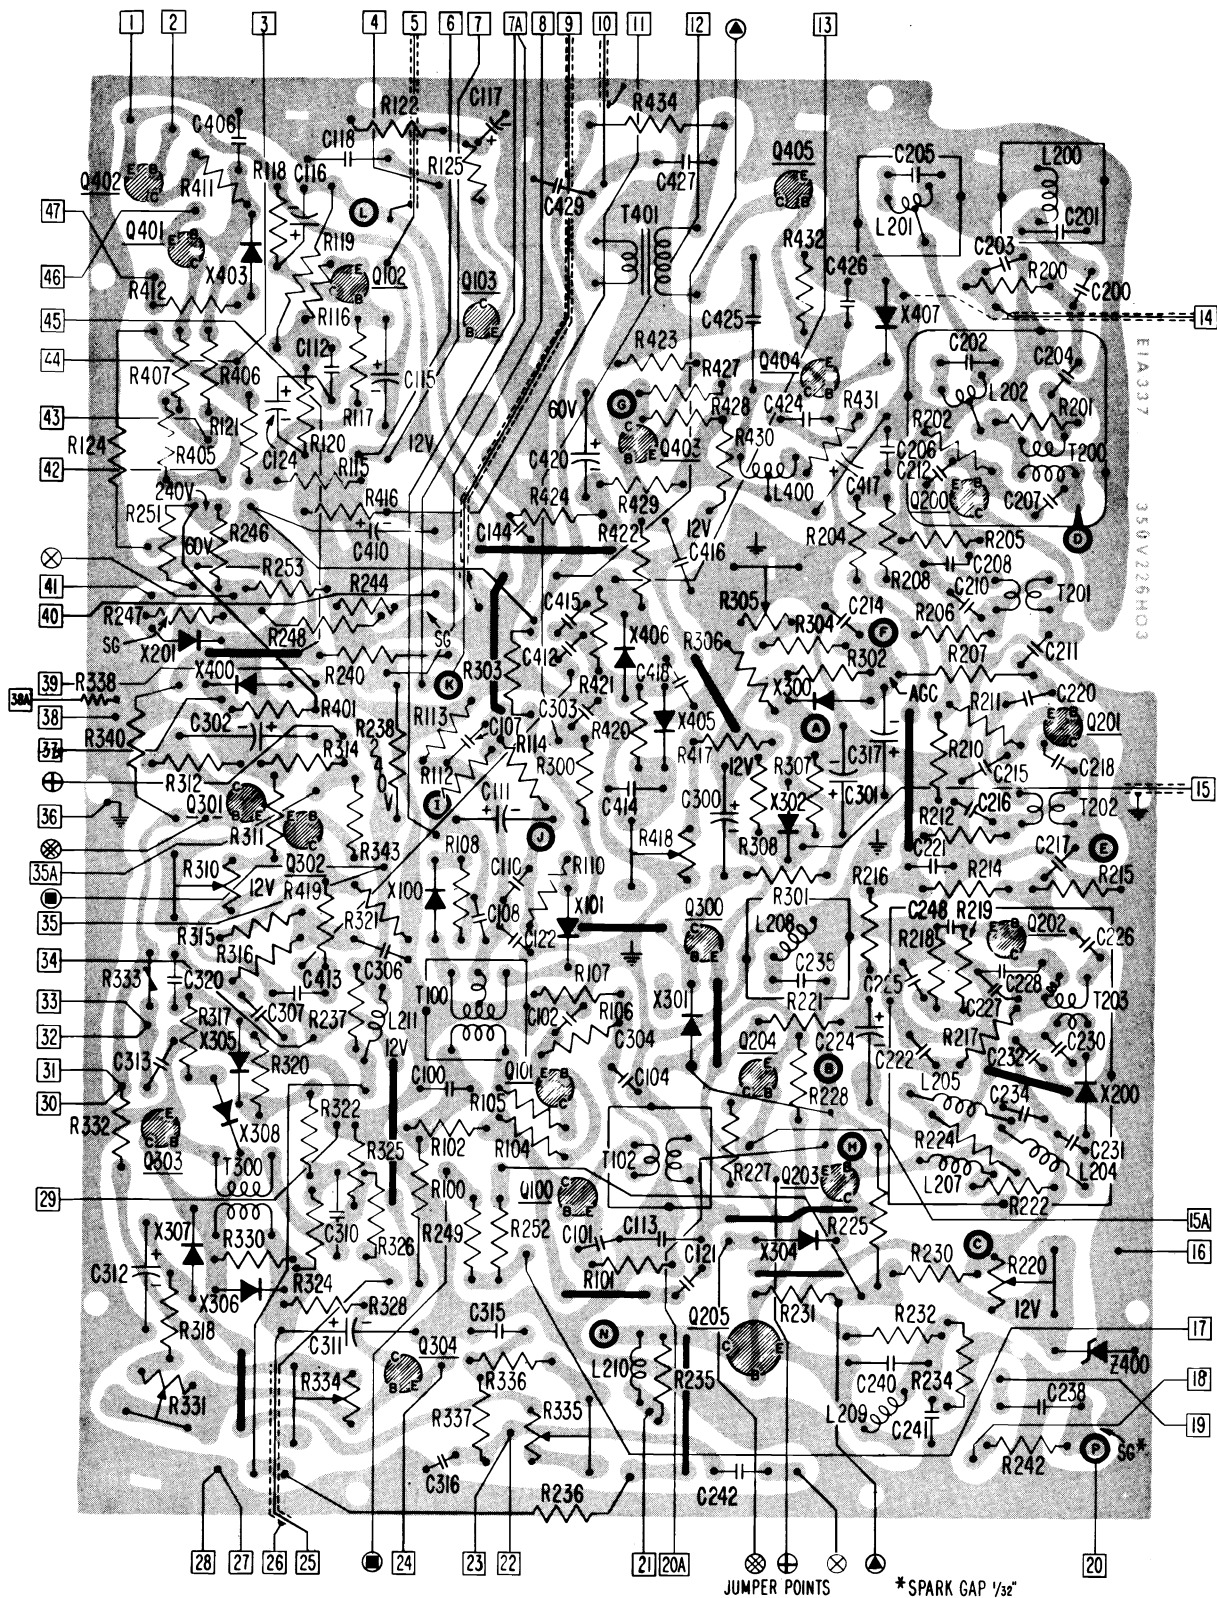 1 2 3 4 5 6 7 7A 8 9 10 11 12 13
R122 C117 R434
C406 C118 R125 C427 Q405 C205 L200
Q402 R411 R118 C116 C429 L201 C201
47 Q401 L R119 T401 R432 C203
46 X403 Q102 Q103 C426 R200 C200
R412 R116 C425 X407 14
45 C112 R423 Q404 C202 C204
44 R407 R406 C115 R427 L202 E1A337
43 R117 60V G R428 C424 R431 R202 R201
R124 R121 R120 12V Q403 R430 C206 T200
42 R405 C124 R115 C420 L400 C417 C212
240V R416 R424 R429 Q200 C207
R251 60V R246 C410 C144 R422 12V R204 R205 D 350V226H03
R253 C416 C208
41 R244 R208 C210 T201
40 C415 R305 C214 R206
R247 SG X201 R248 SG C412 X406 R306 R304 F C211
39 X400 R240 R303 C418 R302 R207
38A R338 K R421 X300 AGC R211 C220
38 C302 R401 R238 R113 C107 C303 R420 X405 A Q201
R340 R314 240V R114 R417 C317 R210
37 R312 R112 C111 R300 12V R307 C215 C218
Q301 I C414 C300 X302 C301 R212 C216 T202 15
36 R311 J R418 C217 E
R343 R108 C110 R308 C221
35A R310 Q302 R110 R301 R216 R214 R215
12V R419 X100 X101 Q300 L208 C248 R219 Q202
35 R315 R321 C108 C122 R218 C226
34 R316 C306 C235 C225 C228
R333 C320 C413 T100 R107 X301 R221 C227 T203
33 R317 C307 R237 L211 C102 R106
32 X305 12V C304 Q204 C224 C222 R217 C232 C230
31 C313 R320 C100 Q101 C104 B L205
30 R322 R105 R228 C234 X200
R332 X308 R325 R102 R104 H R224 C231
Q303 T300 R100 T102 R227 Q203 L207 L204
29 Q100 R222
X307 C310 R249 R252 C101 C113 R225 15A
R330 R326 C121 X304 C 16
C312 R324 R101 R230 R220
X306 R328 R231 12V
R318 C311 C315 N Q205 R232 17
Q304 L210 C240 Z400
R331 R334 R336 R235 R234 18
R337 R335 L209 C241 C238 19
C316 R242 P SG*
R236 C242
28 27 26 25 24 23 22 21 20A 20
JUMPER POINTS *SPARK GAP 1/32"